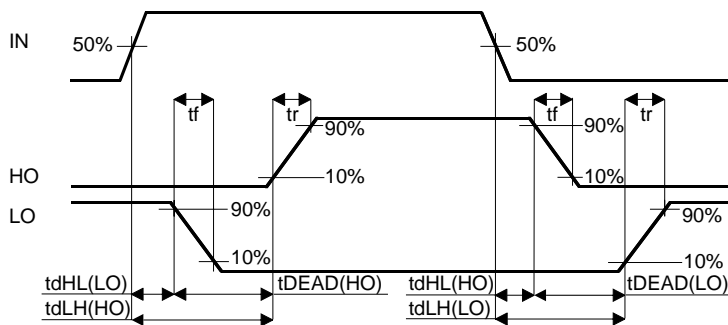 IN
50%
50%
tf
tr
tf
tr
90%
90%
HO
10%
10%
LO
90%
90%
10%
10%
tdHL(LO)
tDEAD(HO)
tdHL(HO)
tDEAD(LO)
tdLH(HO)
tdLH(LO)